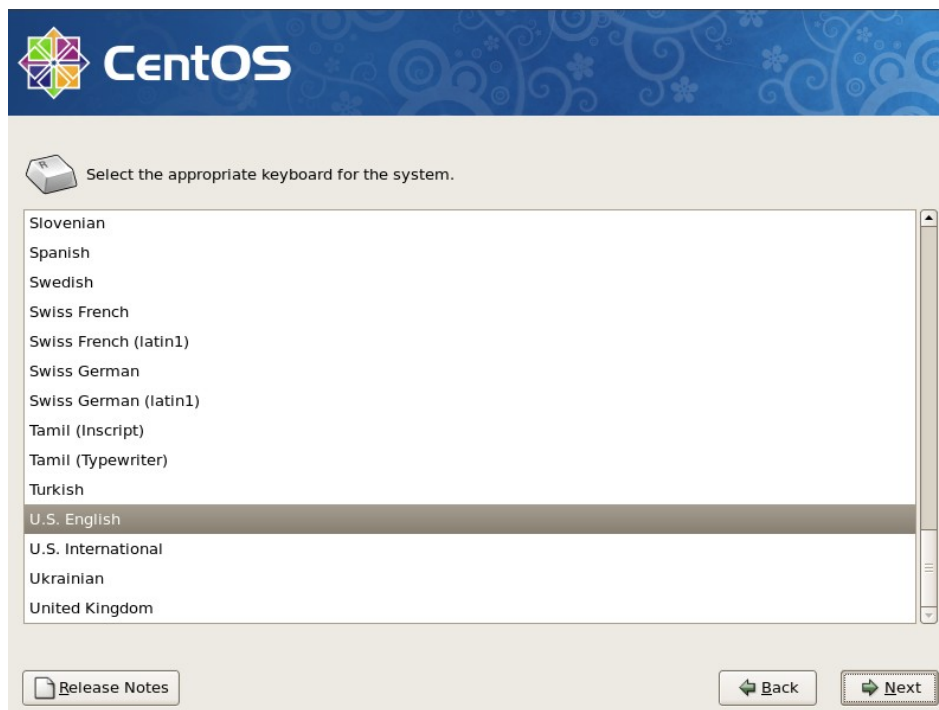 CentOS
R
Select the appropriate keyboard for the system.
Slovenian
Spanish
Swedish
Swiss French
Swiss French (latin1)
Swiss German
Swiss German (latin1)
Tamil (Inscript)
Tamil (Typewriter)
Turkish
U.S. English
U.S. International
Ukrainian
United Kingdom
Release Notes
Back
Next